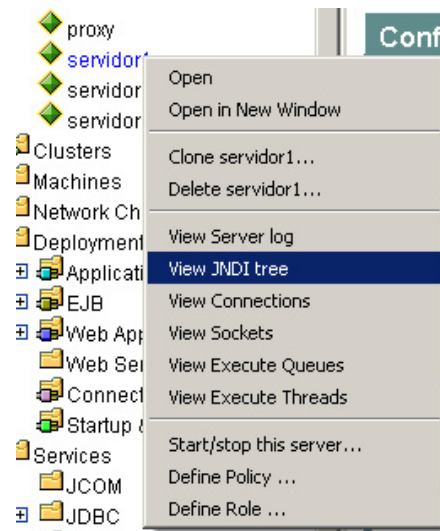 proxy
Conf
servidor
servidor
servidor
Open
Open in New Window
Clone servidor1...
Delete servidor1...
View Server log
View JNDI tree
View Connections
View Sockets
View Execute Queues
View Execute Threads
Start/stop this server...
Define Policy ...
Define Role ...
Clusters
Machines
Network Ch
Deployment
Applicati
EJB
Web App
Web Ser
Connect
Startup &
Services
JCOM
JDBC